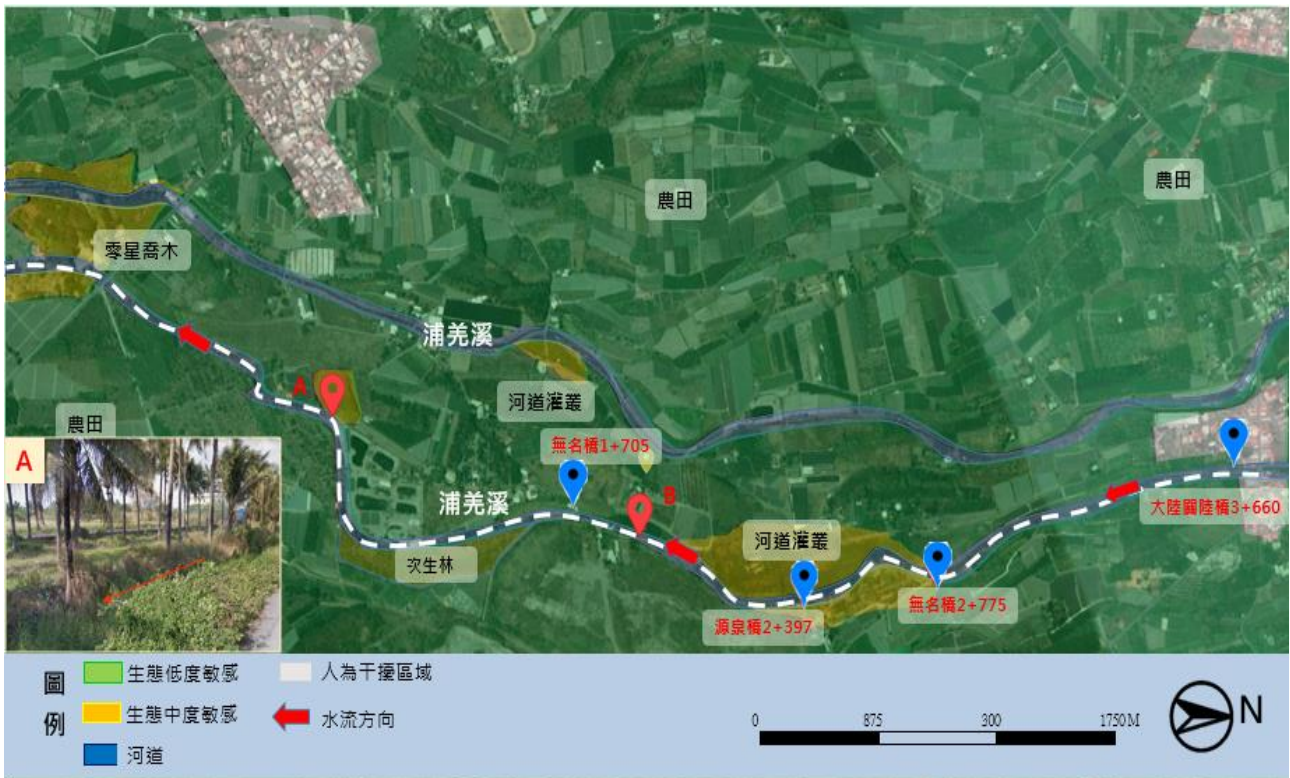 農田
農田
零星喬木
浦羌溪
河道灌叢
無名橋1+705
A
農田
A
浦羌溪
B
河道灌叢
大陸關陸橋3+660
次生林
源泉橋2+397
無名橋2+775
圖例
生態低度敏感
人為干擾區域
生態中度敏感
水流方向
河道
0 875 300 1750M
N